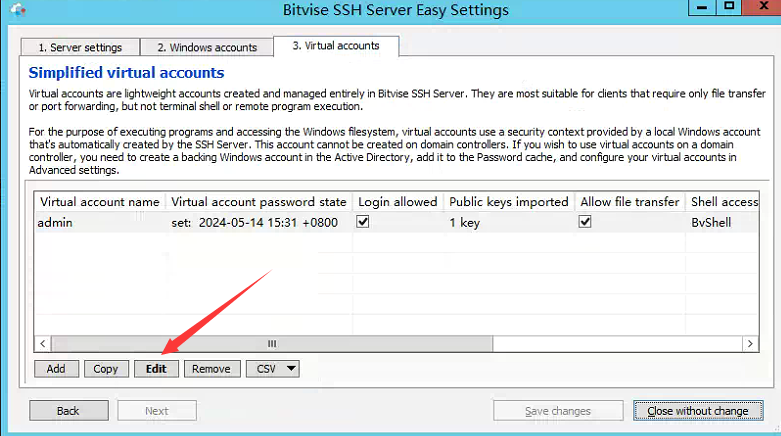 Bitvise SSH Server Easy Settings
1. Server settings
2. Windows accounts
3. Virtual accounts
Simplified virtual accounts
Virtual accounts are lightweight accounts created and managed entirely in Bitvise SSH Server. They are most suitable for clients that require only file transfer
or port forwarding, but not terminal shell or remote program execution.
For the purpose of executing programs and accessing the Windows filesystem, virtual accounts use a security context provided by a local Windows account
that's automatically created by the SSH Server. This account cannot be created on domain controllers. If you wish to use virtual accounts on a domain
controller, you need to create a backing Windows account in the Active Directory, add it to the Password cache, and configure your virtual accounts in
Advanced settings.
Virtual account name Virtual account password state Login allowed Public keys imported Allow file transfer Shell access
admin set: 2024-05-14 15:31 +0800 1 key BvShell
Add Copy Edit Remove CSV
Back Next Save changes Close without change